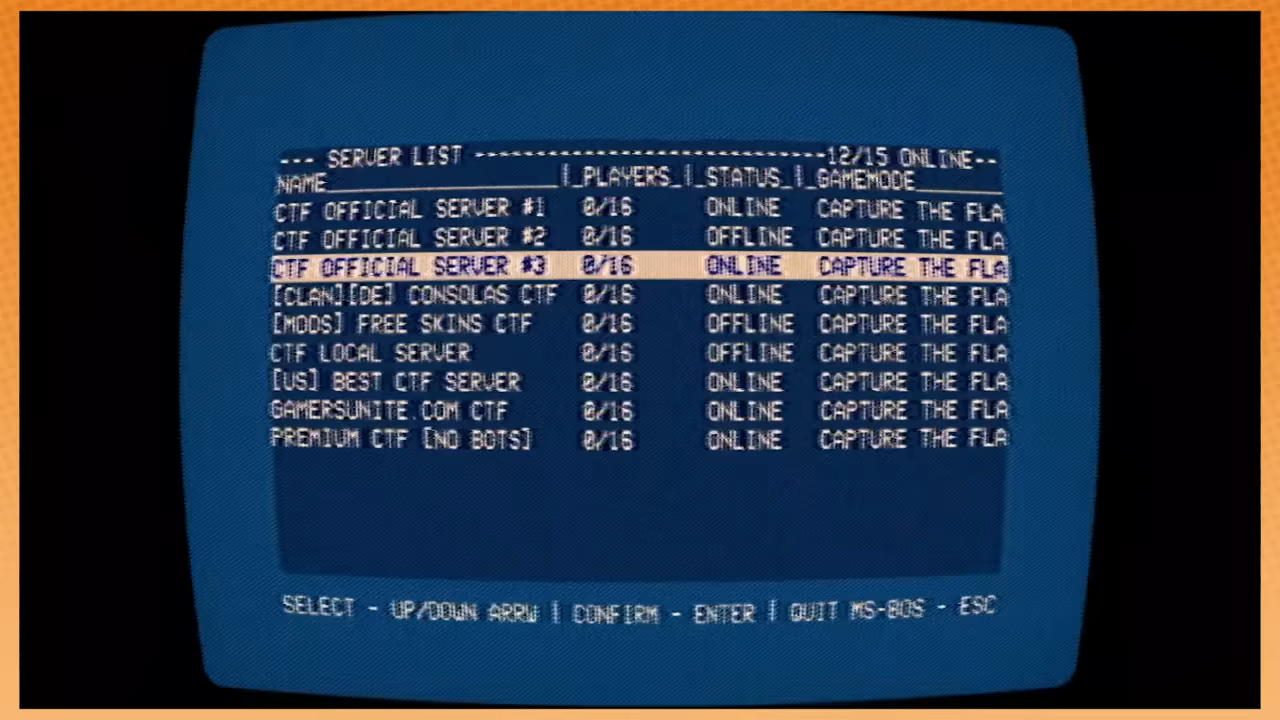 --- SERVER LIST ------------------------------12/15 ONLINE--
NAME___________________|_PLAYERS_|_STATUS_|_GAMEMODE_______
CTF OFFICIAL SERVER #1 0/16 ONLINE CAPTURE THE FLA
CTF OFFICIAL SERVER #2 0/16 OFFLINE CAPTURE THE FLA
CTF OFFICIAL SERVER #3 0/16 ONLINE CAPTURE THE FLA
[CLAN][DE] CONSOLAS CTF 0/16 ONLINE CAPTURE THE FLA
[MODS] FREE SKINS CTF 0/16 OFFLINE CAPTURE THE FLA
CTF LOCAL SERVER 0/16 OFFLINE CAPTURE THE FLA
[US] BEST CTF SERVER 0/16 ONLINE CAPTURE THE FLA
GAMERSUNITE.COM CTF 0/16 ONLINE CAPTURE THE FLA
PREMIUM CTF [NO BOTS] 0/16 ONLINE CAPTURE THE FLA
SELECT - UP/DOWN ARRW | CONFIRM - ENTER | QUIT MS-BOS - ESC